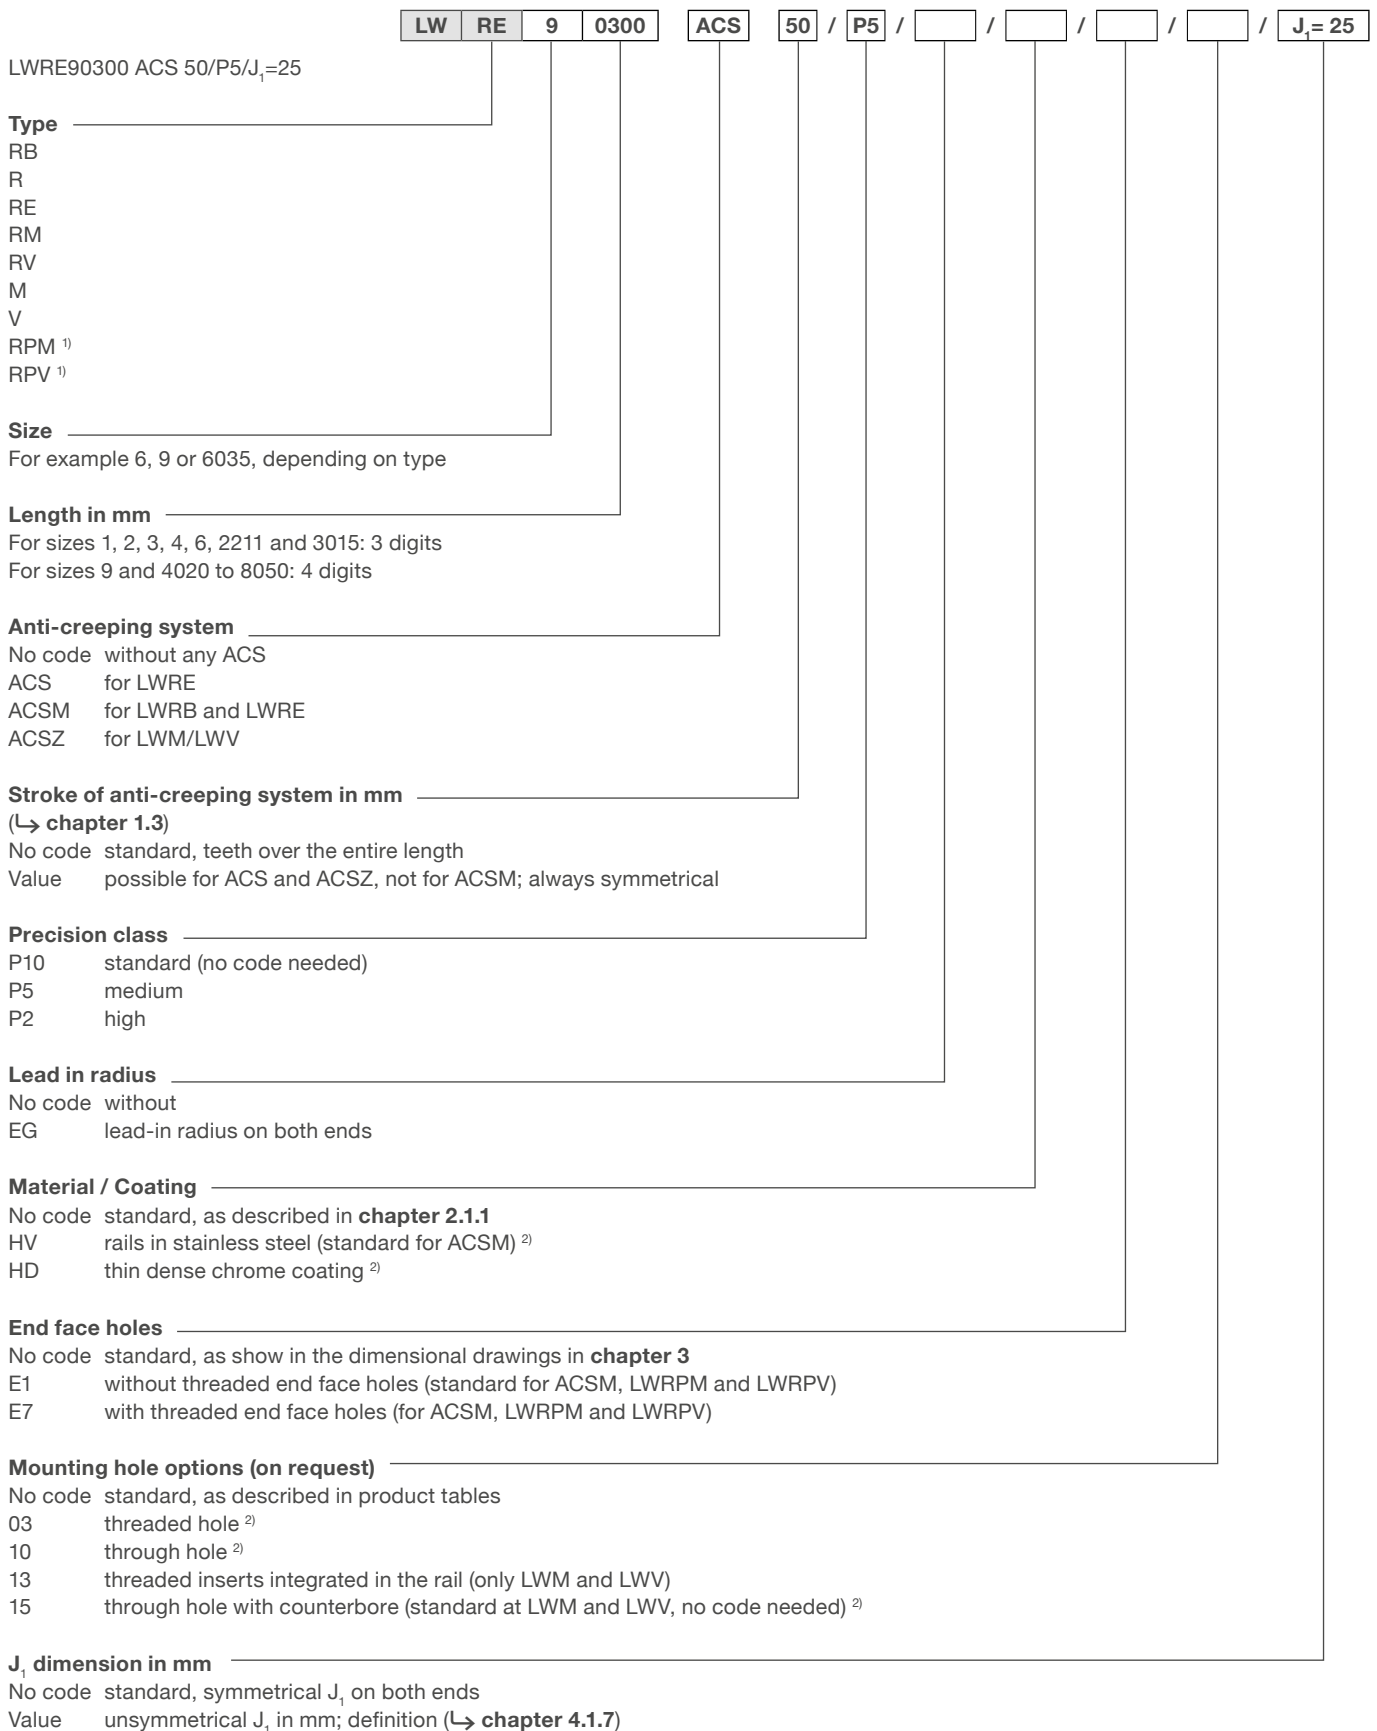 LW RE 9 0300 ACS 50 / P5 / / / / / J₁= 25
LWRE90300 ACS 50/P5/J₁=25
Type
RB
R
RE
RM
RV
M
V
RPM ¹⁾
RPV ¹⁾
Size
For example 6, 9 or 6035, depending on type
Length in mm
For sizes 1, 2, 3, 4, 6, 2211 and 3015: 3 digits
For sizes 9 and 4020 to 8050: 4 digits
Anti-creeping system
No code without any ACS
ACS for LWRE
ACSM for LWRB and LWRE
ACSZ for LWM/LWV
Stroke of anti-creeping system in mm
(↳ chapter 1.3)
No code standard, teeth over the entire length
Value possible for ACS and ACSZ, not for ACSM; always symmetrical
Precision class
P10 standard (no code needed)
P5 medium
P2 high
Lead in radius
No code without
EG lead-in radius on both ends
Material / Coating
No code standard, as described in chapter 2.1.1
HV rails in stainless steel (standard for ACSM) ²⁾
HD thin dense chrome coating ²⁾
End face holes
No code standard, as show in the dimensional drawings in chapter 3
E1 without threaded end face holes (standard for ACSM, LWRPM and LWRPV)
E7 with threaded end face holes (for ACSM, LWRPM and LWRPV)
Mounting hole options (on request)
No code standard, as described in product tables
03 threaded hole ²⁾
10 through hole ²⁾
13 threaded inserts integrated in the rail (only LWM and LWV)
15 through hole with counterbore (standard at LWM and LWV, no code needed) ²⁾
J₁ dimension in mm
No code standard, symmetrical J₁ on both ends
Value unsymmetrical J₁ in mm; definition (↳ chapter 4.1.7)